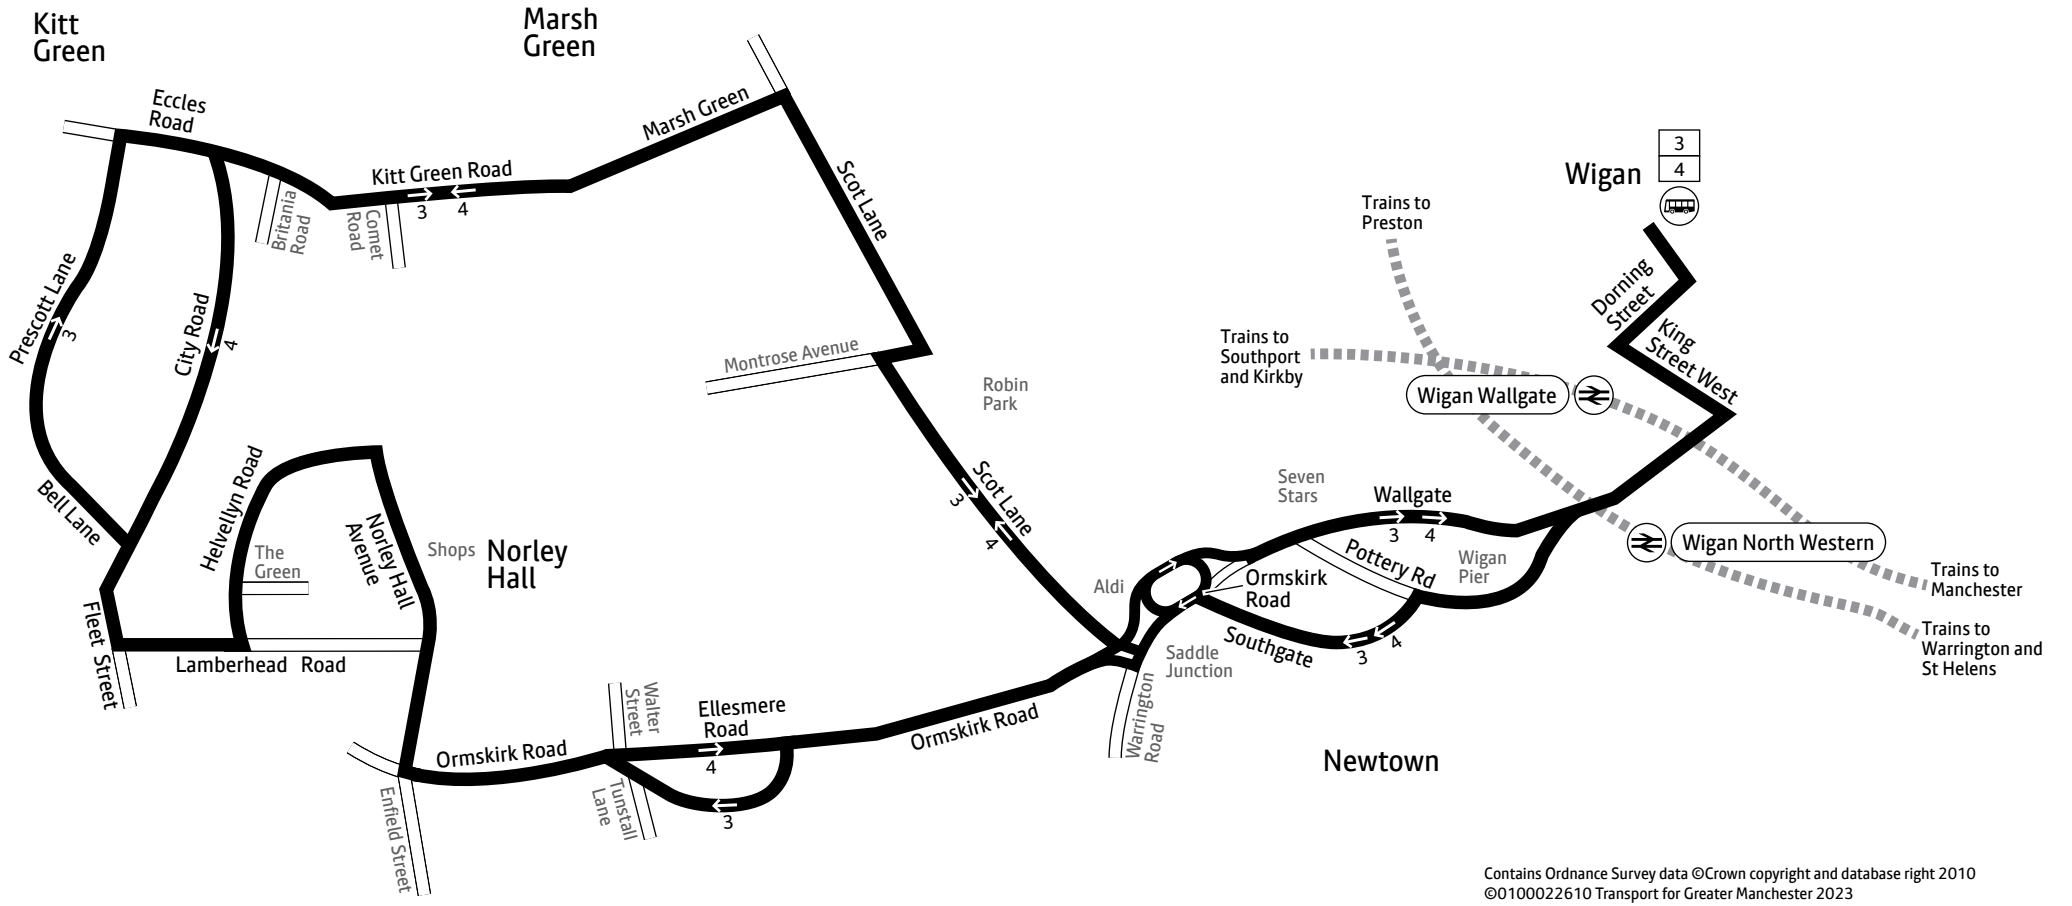 Kitt
Green
Marsh
Green
Eccles
Road
Marsh Green
Kitt Green Road
3
4
Britania
Road
Comet
Road
Scot Lane
Prescott Lane
3
City Road
4
Montrose Avenue
Robin
Park
Wigan
3
4
Trains to
Preston
Trains to
Southport
and Kirkby
Dorning
Street
King
Street West
Wigan Wallgate
Bell Lane
Helvellyn Road
The
Green
Norley Hall
Avenue
Shops
Norley
Hall
Scot Lane
3
4
Seven
Stars
Wallgate
3
4
Pottery Rd
Wigan
Pier
Wigan North Western
Trains to
Manchester
Trains to
Warrington and
St Helens
Aldi
Ormskirk
Road
Southgate
3
4
Saddle
Junction
Fleet Street
Lamberhead Road
Walter
Street
Ellesmere
Road
4
3
Ormskirk Road
Ormskirk Road
Warrington
Road
Tunstall
Lane
Enfield Street
Newtown
Contains Ordnance Survey data ©Crown copyright and database right 2010
©0100022610 Transport for Greater Manchester 2023